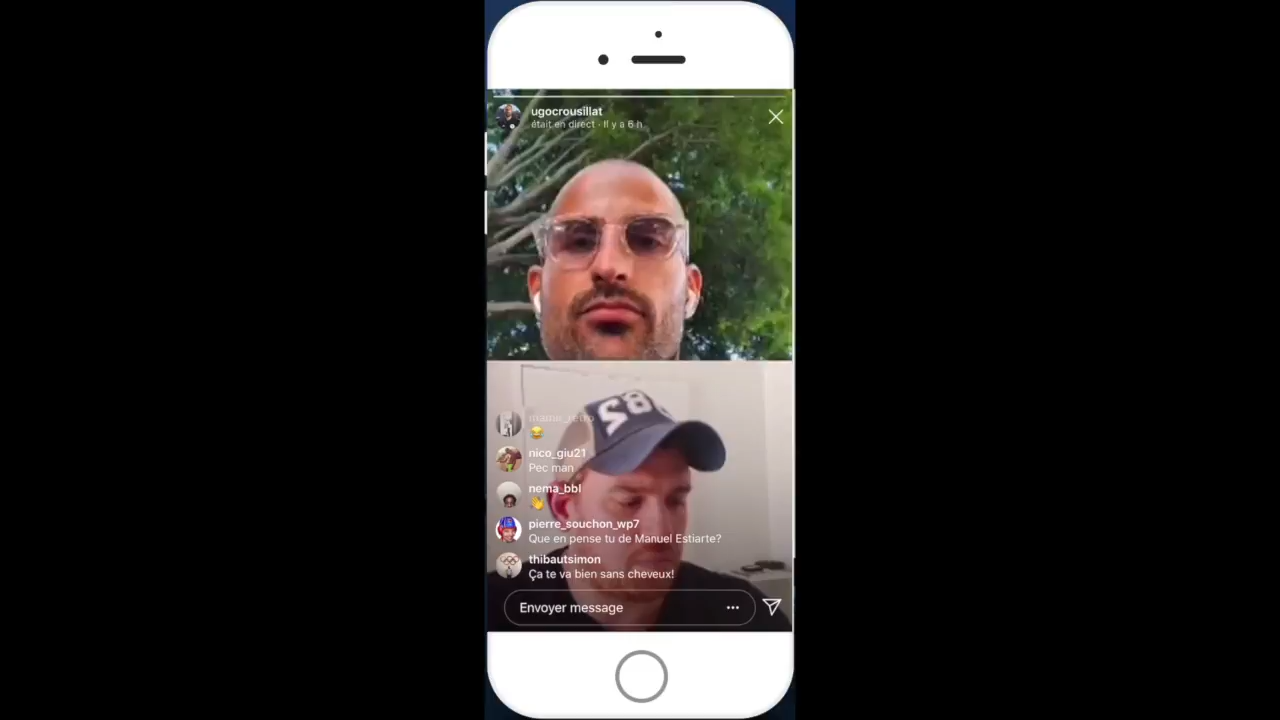 ugocrousillat
était en direct · Il y a 6 h
mamie_retro
😂
nico_giu21
Pec man
nema_bbl
👏
pierre_souchon_wp7
Que en pense tu de Manuel Estiarte?
thibautsimon
Ça te va bien sans cheveux!
Envoyer message